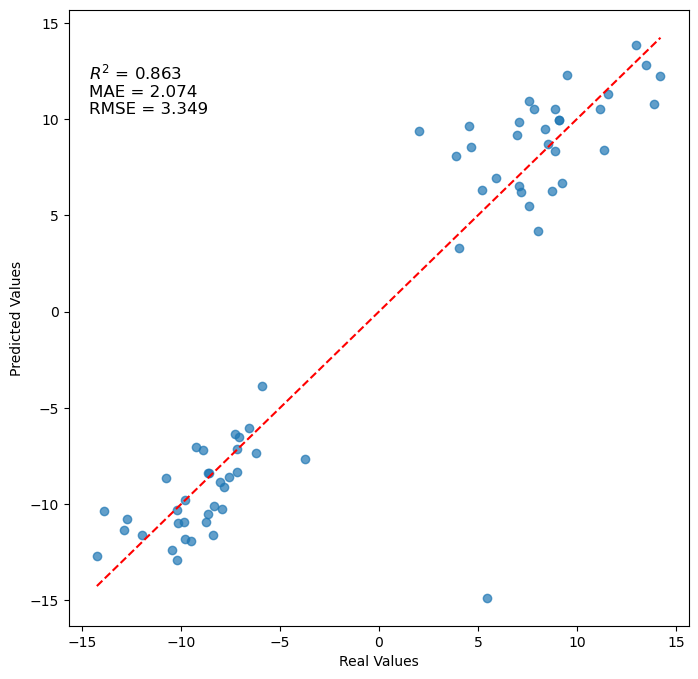 R² = 0.863
MAE = 2.074
RMSE = 3.349
15
10
5
0
−5
−10
−15
Predicted Values
−15 −10 −5 0 5 10 15
Real Values